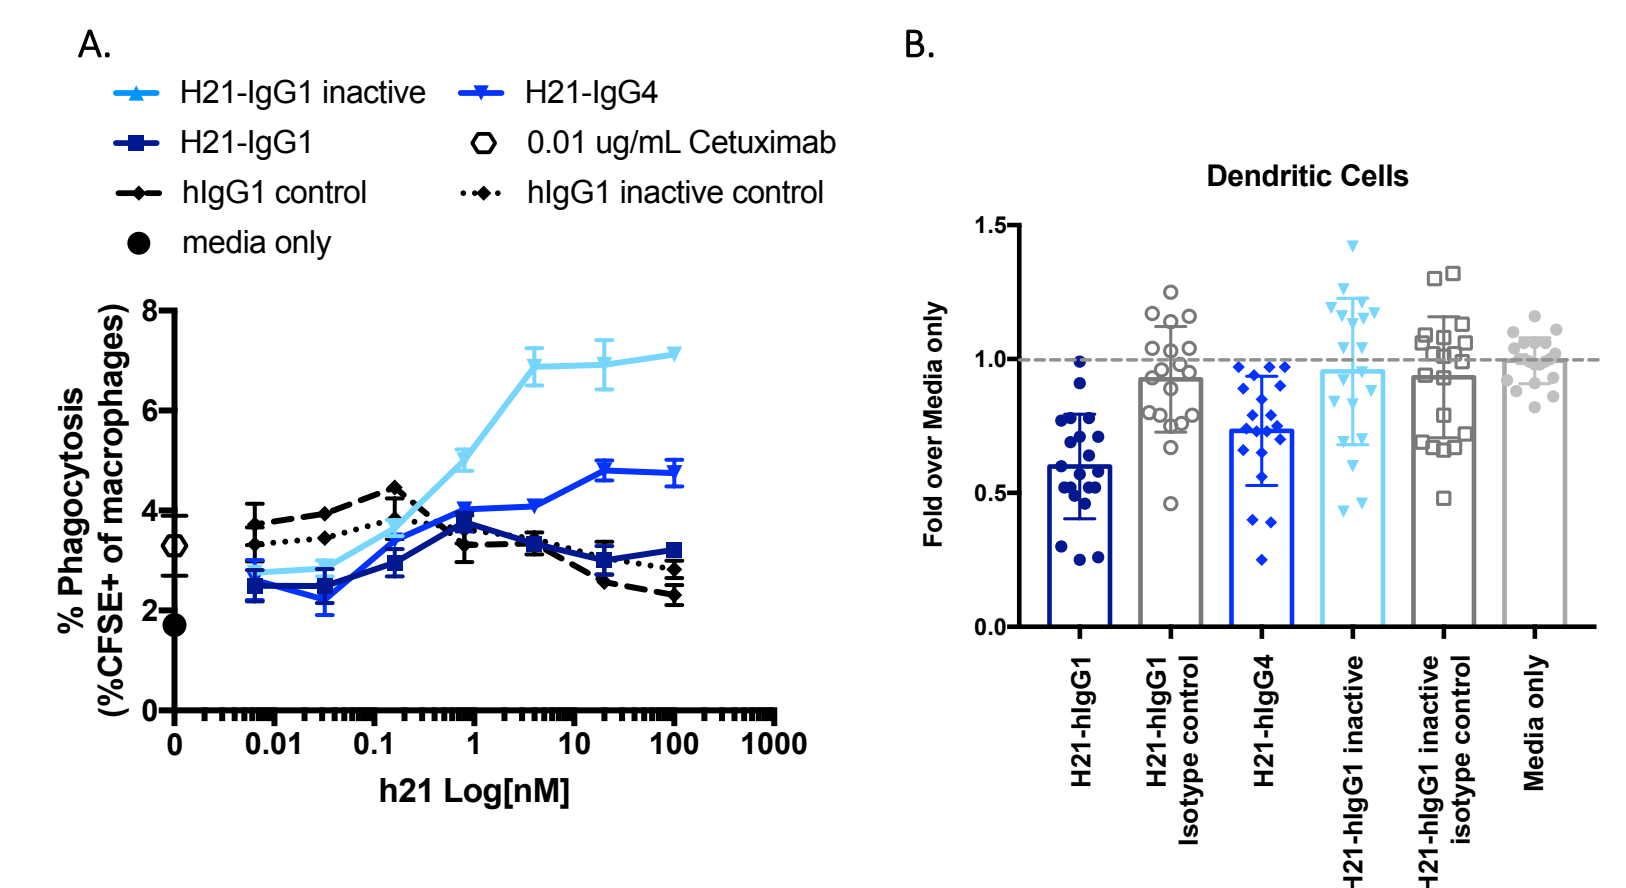 A.
H21-IgG1 inactive
H21-IgG4
H21-IgG1
0.01 ug/mL Cetuximab
hIgG1 control
hIgG1 inactive control
media only
% Phagocytosis
(%CFSE+ of macrophages)
8
6
4
2
0
0 0.01 0.1 1 10 100 1000
h21 Log[nM]
B.
Dendritic Cells
Fold over Media only
1.5
1.0
0.5
0.0
H21-hIgG1
H21-hIgG1
Isotype control
H21-hIgG4
H21-hIgG1 inactive
H21-hIgG1 inactive
isotype control
Media only